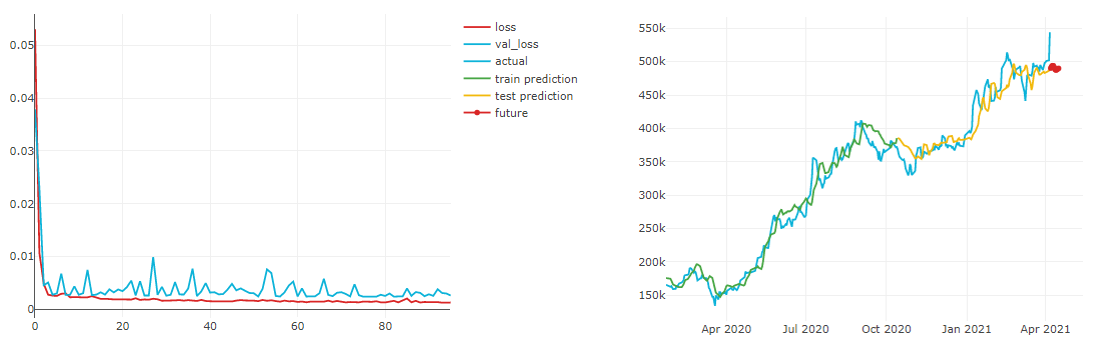 0.05
0.04
0.03
0.02
0.01
0
0
20
40
60
80
loss
val_loss
actual
train prediction
test prediction
future
550k
500k
450k
400k
350k
300k
250k
200k
150k
Apr 2020
Jul 2020
Oct 2020
Jan 2021
Apr 2021